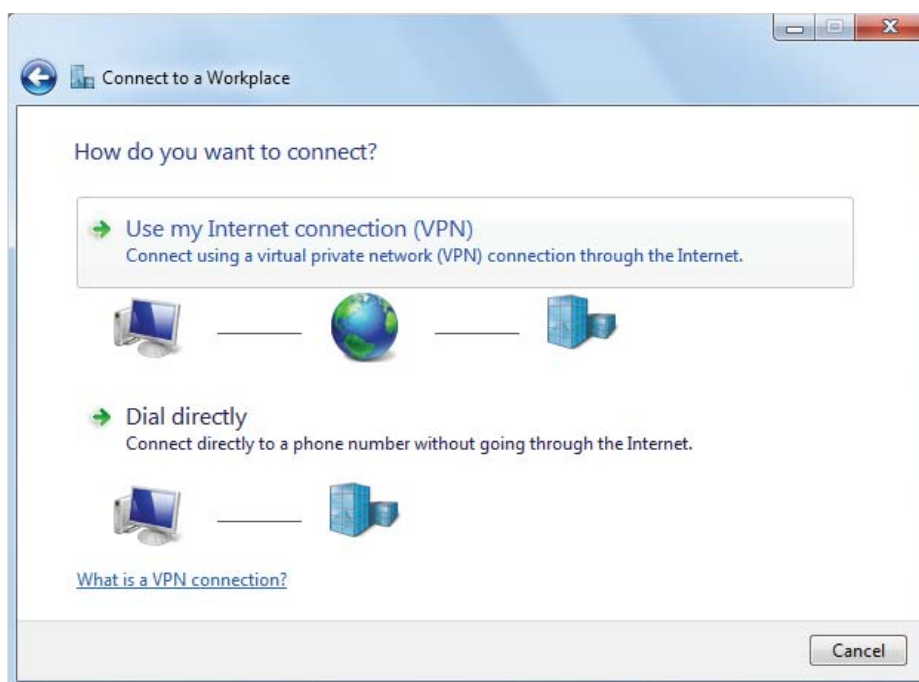 Connect to a Workplace
How do you want to connect?
Use my Internet connection (VPN)
Connect using a virtual private network (VPN) connection through the Internet.
Dial directly
Connect directly to a phone number without going through the Internet.
What is a VPN connection?
Cancel